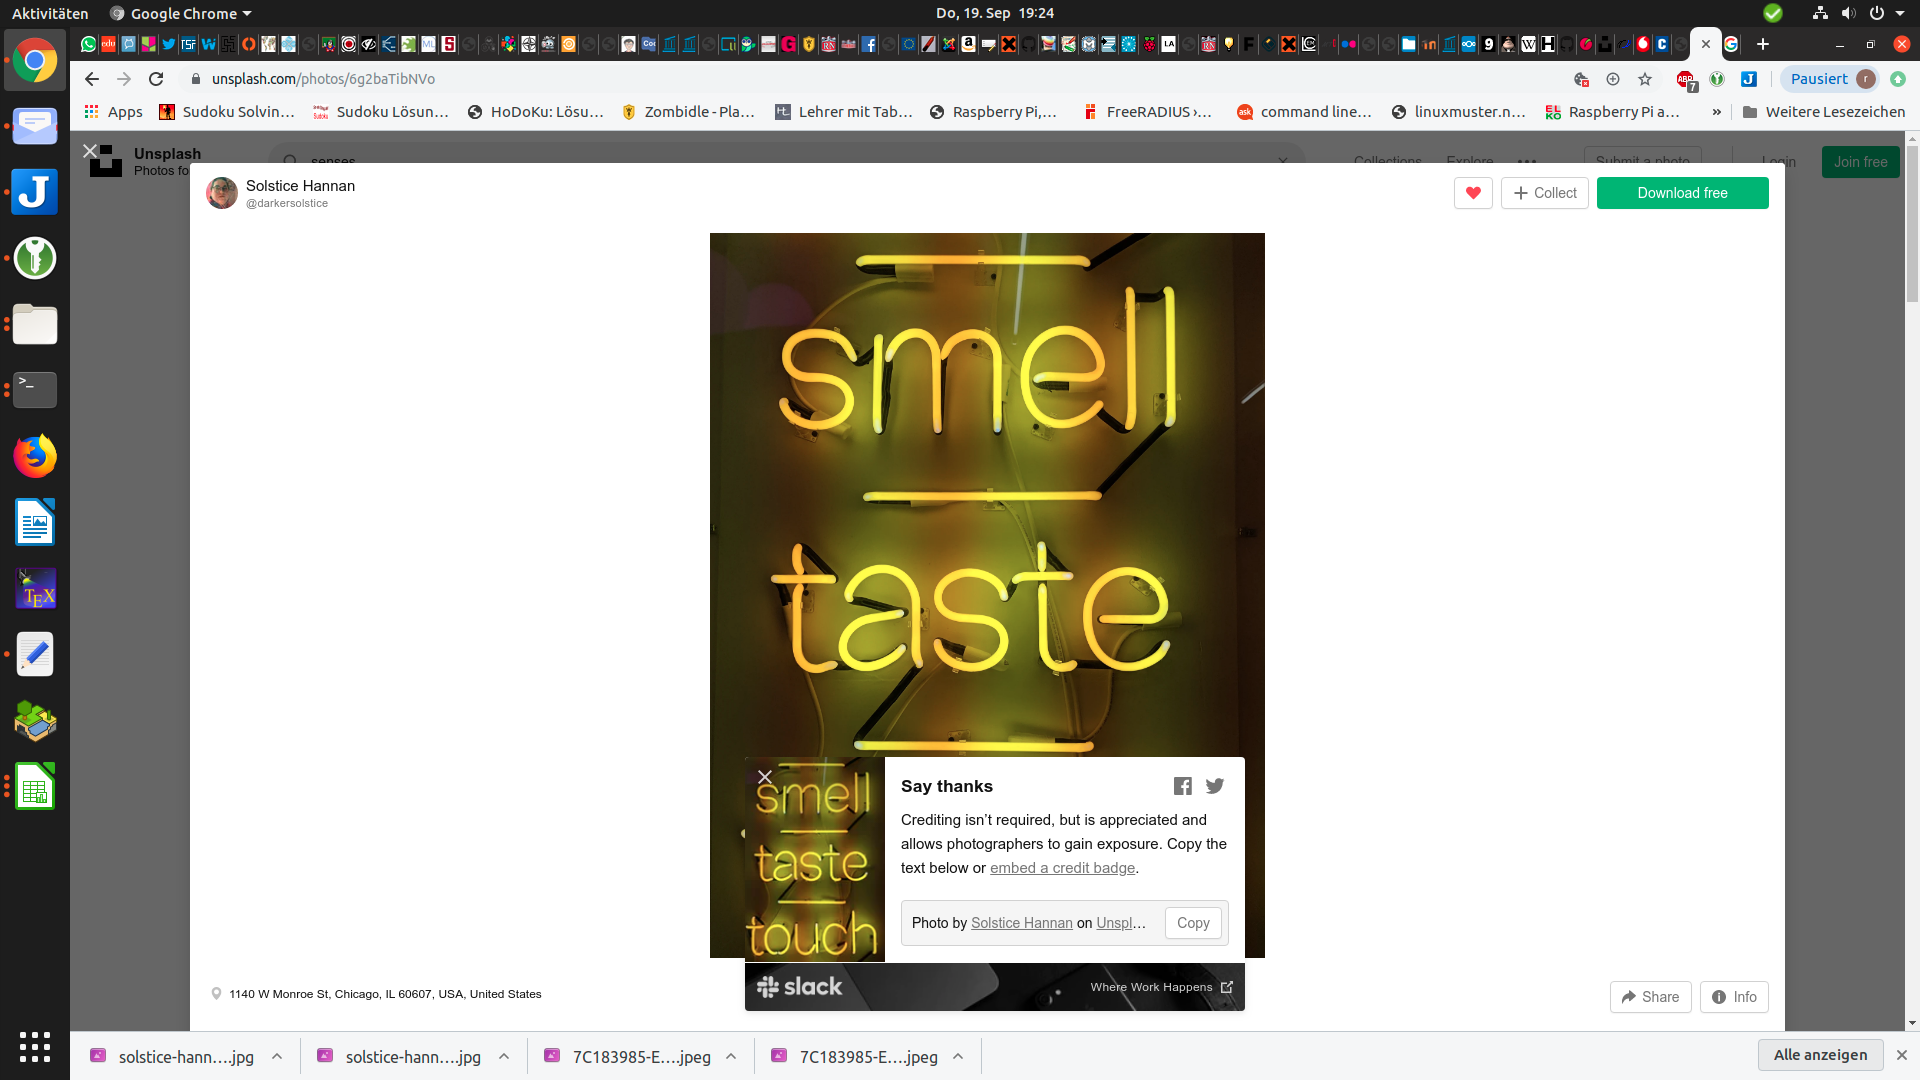 Aktivitäten
Google Chrome
Do, 19. Sep 19:24
unsplash.com/photos/6g2baTibNVo
Pausiert
r
7
Apps
Sudoku Solvin…
Sudoku Lösun…
HoDoKu: Lösu…
Zombidle - Pla…
Lehrer mit Tab…
Raspberry Pi,…
FreeRADIUS ›…
command line…
linuxmuster.n…
Raspberry Pi a…
»
Weitere Lesezeichen
Unsplash
Photos fo
senses
Collections
Explore
Submit a photo
Login
Join free
Solstice Hannan
@darkersolstice
Collect
Download free
smell
taste
smell
taste
touch
Say thanks
Crediting isn’t required, but is appreciated and
allows photographers to gain exposure. Copy the
text below or embed a credit badge.
Photo by Solstice Hannan on Unspl…
Copy
slack
Where Work Happens
1140 W Monroe St, Chicago, IL 60607, USA, United States
Share
Info
solstice-hann….jpg
solstice-hann….jpg
7C183985-E….jpeg
7C183985-E….jpeg
Alle anzeigen